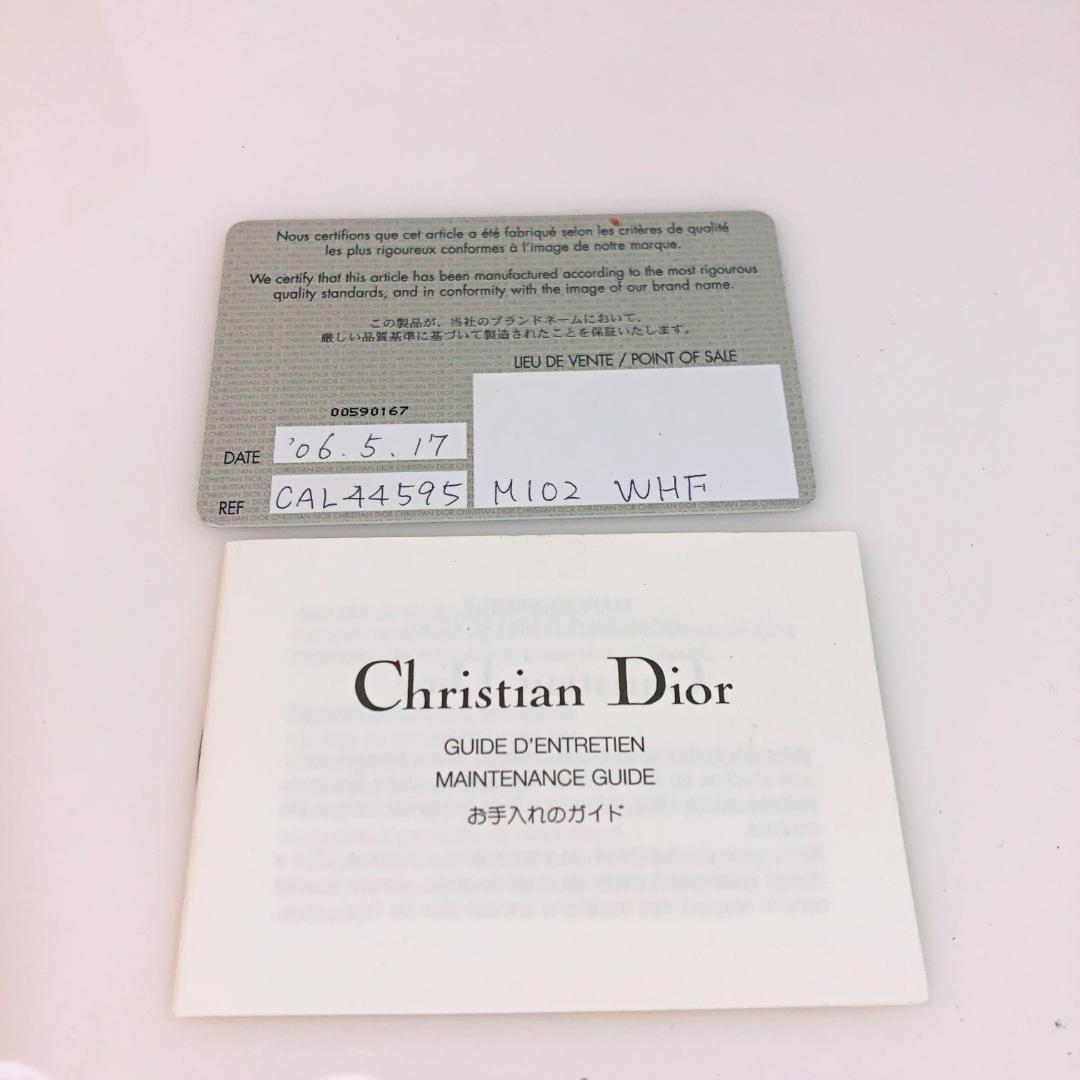 Nous certifions que cet article a été fabriqué selon les critères de qualité
les plus rigoureux conformes à l'image de notre marque.
We certify that this article has been manufactured according to the most rigourous
quality standards, and in conformity with the image of our brand name.
この製品が、当社のブランドネームにおいて、
厳しい品質基準に基づいて製造されたことを保証いたします。
LIEU DE VENTE / POINT OF SALE
00590167
DATE '06.5.17
REF CAL44595 M102 WHF
Christian Dior
GUIDE D'ENTRETIEN
MAINTENANCE GUIDE
お手入れのガイド